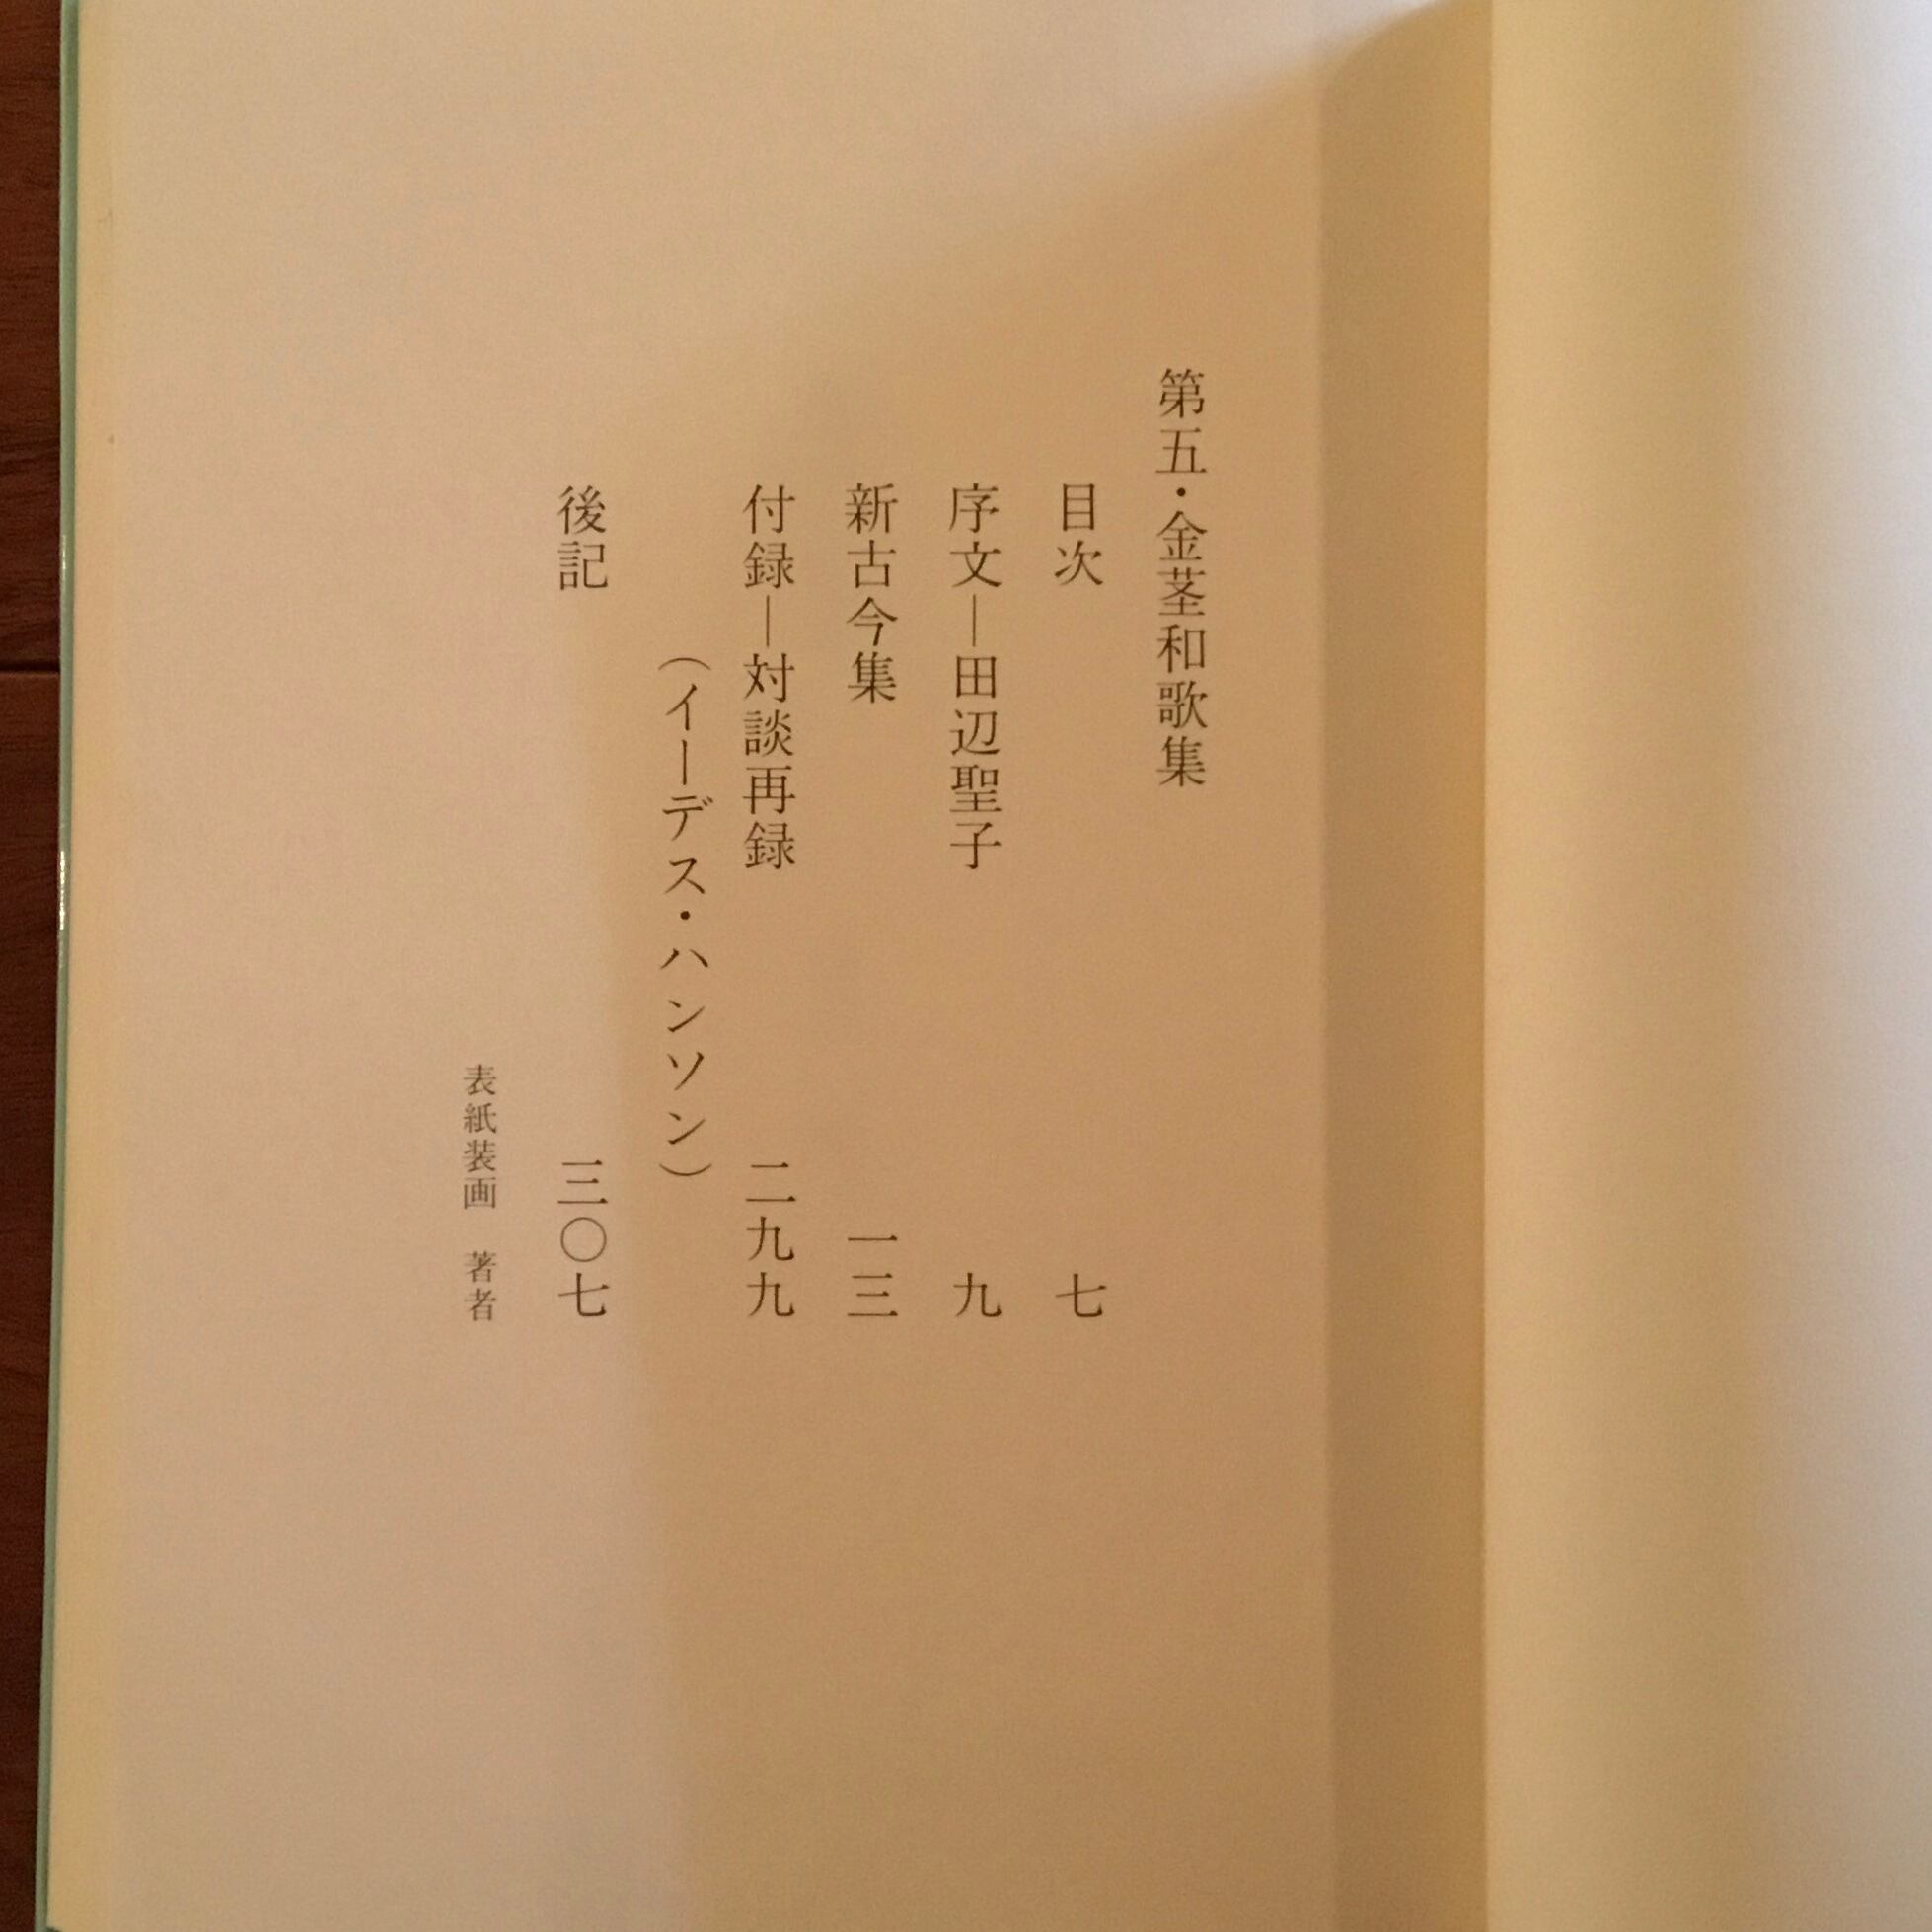 第五・金茎和歌集
目次 七
序文―田辺聖子 九
新古今集 一三
付録―対談再録 二九九
（イーデス・ハンソン）
後記 三〇七
表紙装画 著者